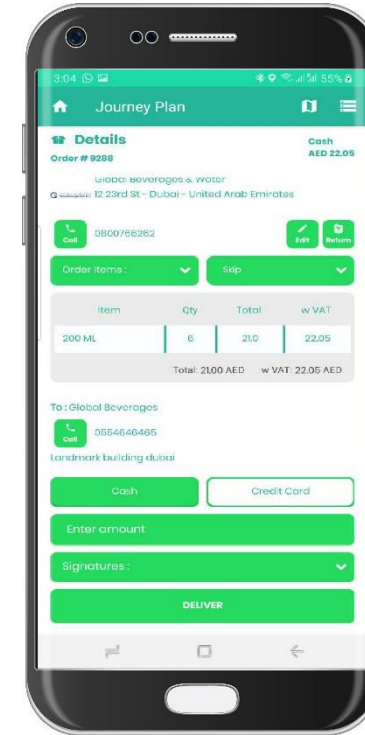 3:04 55%
Journey Plan
Details
Cash
Order # 9288
AED 22.05
Global Beverages & Water
12 23rd St - Dubai - United Arab Emirates
Call 0800766262 Edit Return
Order Items : Skip
Item Qty Total w VAT
200 ML 6 21.0 22.05
Total: 21.00 AED w VAT: 22.05 AED
To : Global Beverages
Call 0554646465
Landmark building dubai
Cash Credit Card
Enter amount
Signatures :
DELIVER